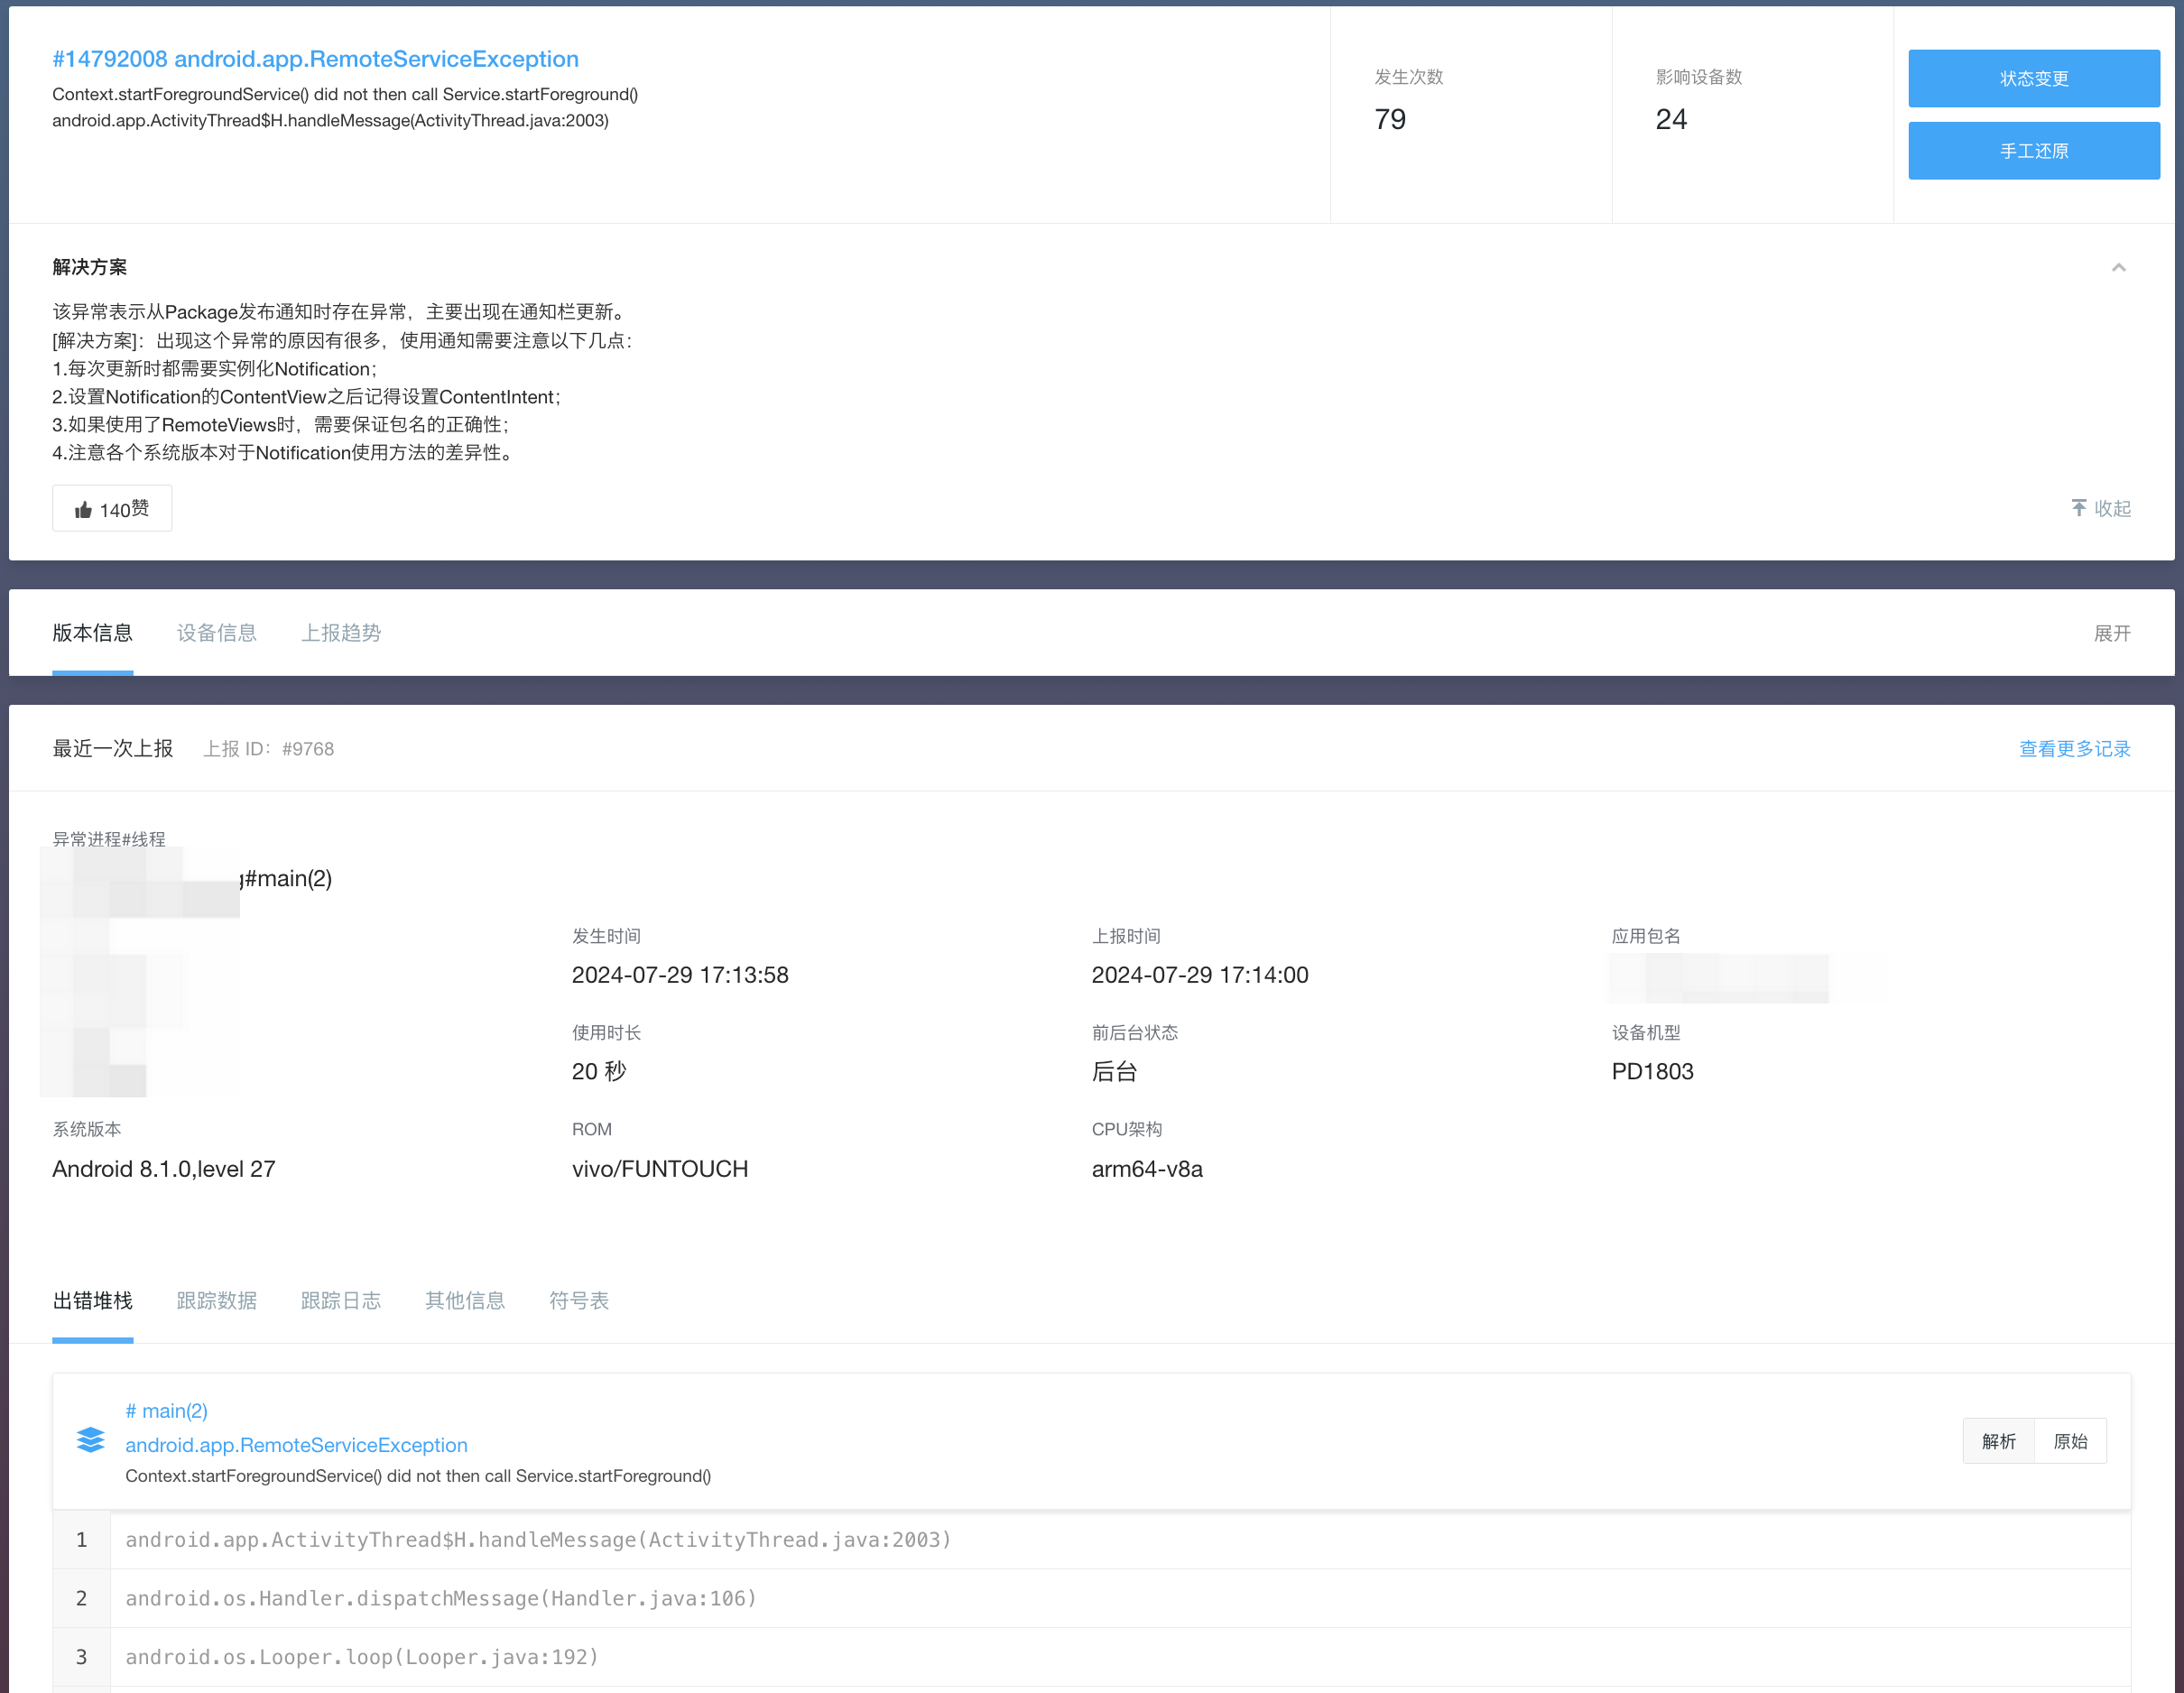 #14792008 android.app.RemoteServiceException
Context.startForegroundService() did not then call Service.startForeground()
android.app.ActivityThread$H.handleMessage(ActivityThread.java:2003)
发生次数
79
影响设备数
24
状态变更
手工还原
解决方案
该异常表示从Package发布通知时存在异常，主要出现在通知栏更新。
[解决方案]：出现这个异常的原因有很多，使用通知需要注意以下几点：
1.每次更新时都需要实例化Notification；
2.设置Notification的ContentView之后记得设置ContentIntent；
3.如果使用了RemoteViews时，需要保证包名的正确性；
4.注意各个系统版本对于Notification使用方法的差异性。
140赞
收起
版本信息 设备信息 上报趋势
展开
最近一次上报 上报 ID：#9768
查看更多记录
异常进程#线程
#main(2)
发生时间 上报时间 应用包名
2024-07-29 17:13:58 2024-07-29 17:14:00
使用时长 前后台状态 设备机型
20 秒 后台 PD1803
系统版本 ROM CPU架构
Android 8.1.0,level 27 vivo/FUNTOUCH arm64-v8a
出错堆栈 跟踪数据 跟踪日志 其他信息 符号表
# main(2)
android.app.RemoteServiceException
Context.startForegroundService() did not then call Service.startForeground()
解析 原始
1 android.app.ActivityThread$H.handleMessage(ActivityThread.java:2003)
2 android.os.Handler.dispatchMessage(Handler.java:106)
3 android.os.Looper.loop(Looper.java:192)